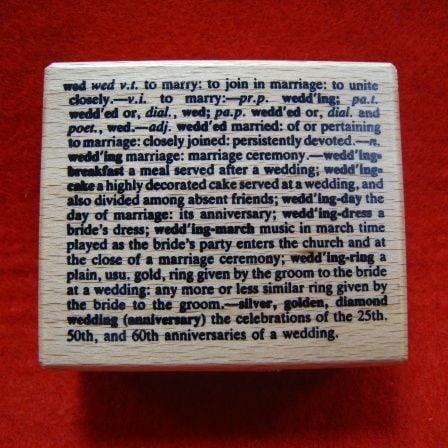 wed wed v.t. to marry: to join in marriage: to unite
closely.—v.i. to marry:—pr.p. wedd'ing; pa.t.
wedd'ed or, dial., wed; pa.p. wedd'ed or, dial. and
poet., wed.—adj. wedd'ed married: of or pertaining
to marriage: closely joined: persistently devoted.—n.
wedd'ing marriage: marriage ceremony.—wedd'ing-
breakfast a meal served after a wedding; wedd'ing-
cake a highly decorated cake served at a wedding, and
also divided among absent friends; wedd'ing-day the
day of marriage: its anniversary; wedd'ing-dress a
bride's dress; wedd'ing-march music in march time
played as the bride's party enters the church and at
the close of a marriage ceremony; wedd'ing-ring a
plain, usu. gold, ring given by the groom to the bride
at a wedding: any more or less similar ring given by
the bride to the groom.—silver, golden, diamond
wedding (anniversary) the celebrations of the 25th,
50th, and 60th anniversaries of a wedding.